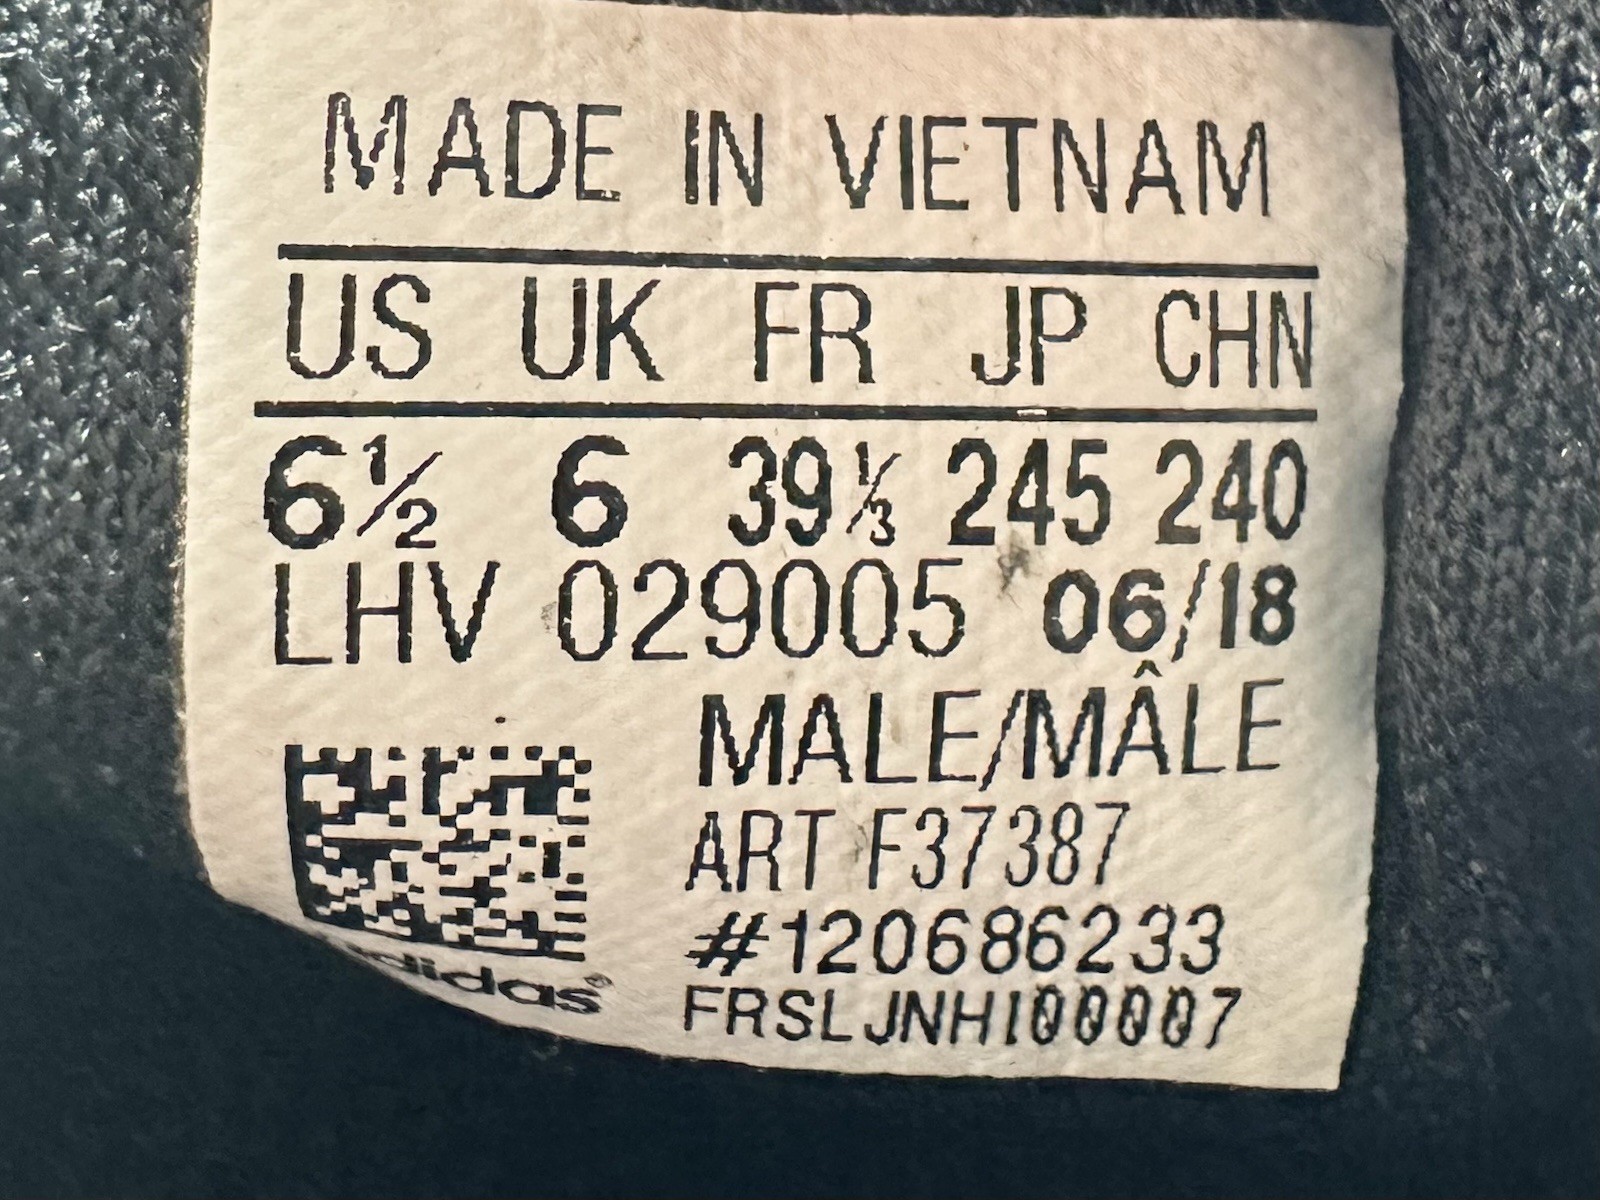 MADE IN VIETNAM
US UK FR JP CHN
6½ 6 39⅓ 245 240
LHV 029005 06/18
MALE/MÂLE
ART F37387
#120686233
FRSLJNHI00007
adidas®